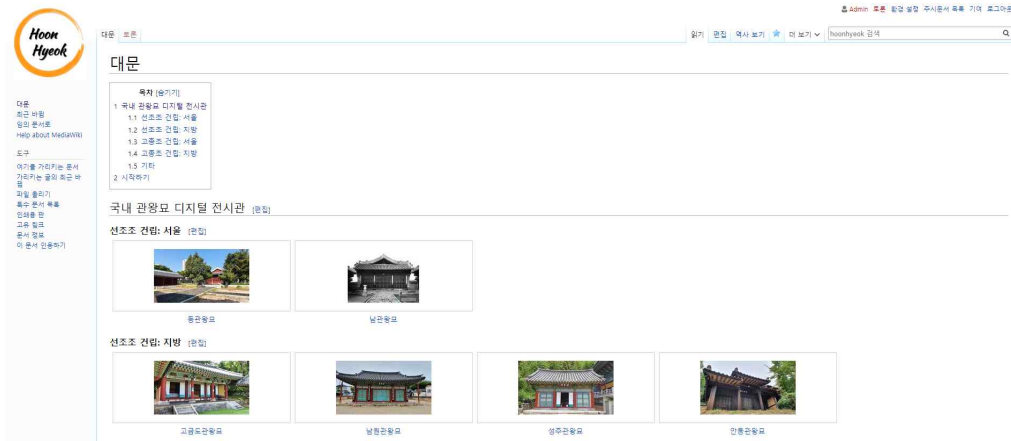 Hoon
Hyeok
Admin 토론 환경 설정 주시문서 목록 기여 로그아웃
대문 토론
읽기 편집 역사 보기 더 보기 hoonhyeok 검색
대문
목차 [숨기기]
1 국내 관왕묘 디지털 전시관
1.1 선조조 건립: 서울
1.2 선조조 건립: 지방
1.3 고종조 건립: 서울
1.4 고종조 건립: 지방
1.5 기타
2 시작하기
대문
최근 바뀜
임의 문서로
Help about MediaWiki
도구
여기를 가리키는 문서
가리키는 글의 최근 바
뀜
파일 올리기
특수 문서 목록
인쇄용 판
고유 링크
문서 정보
이 문서 인용하기
국내 관왕묘 디지털 전시관 [편집]
선조조 건립: 서울 [편집]
동관왕묘
남관왕묘
선조조 건립: 지방 [편집]
고금도관왕묘
남원관왕묘
성주관왕묘
안동관왕묘